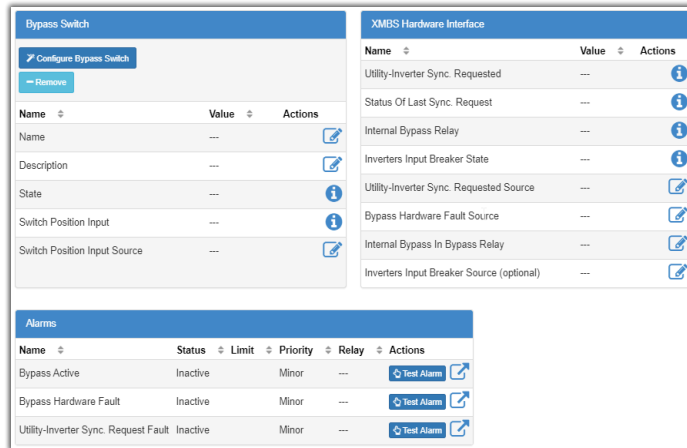 Bypass Switch
Configure Bypass Switch
Remove
Name Value Actions
Name ---
Description ---
State ---
Switch Position Input ---
Switch Position Input Source ---
XMBS Hardware Interface
Name Value Actions
Utility-Inverter Sync. Requested ---
Status Of Last Sync. Request ---
Internal Bypass Relay ---
Inverters Input Breaker State ---
Utility-Inverter Sync. Requested Source ---
Bypass Hardware Fault Source ---
Internal Bypass In Bypass Relay ---
Inverters Input Breaker Source (optional) ---
Alarms
Name Status Limit Priority Relay Actions
Bypass Active Inactive Minor --- Test Alarm
Bypass Hardware Fault Inactive Minor --- Test Alarm
Utility-Inverter Sync. Request Fault Inactive Minor --- Test Alarm